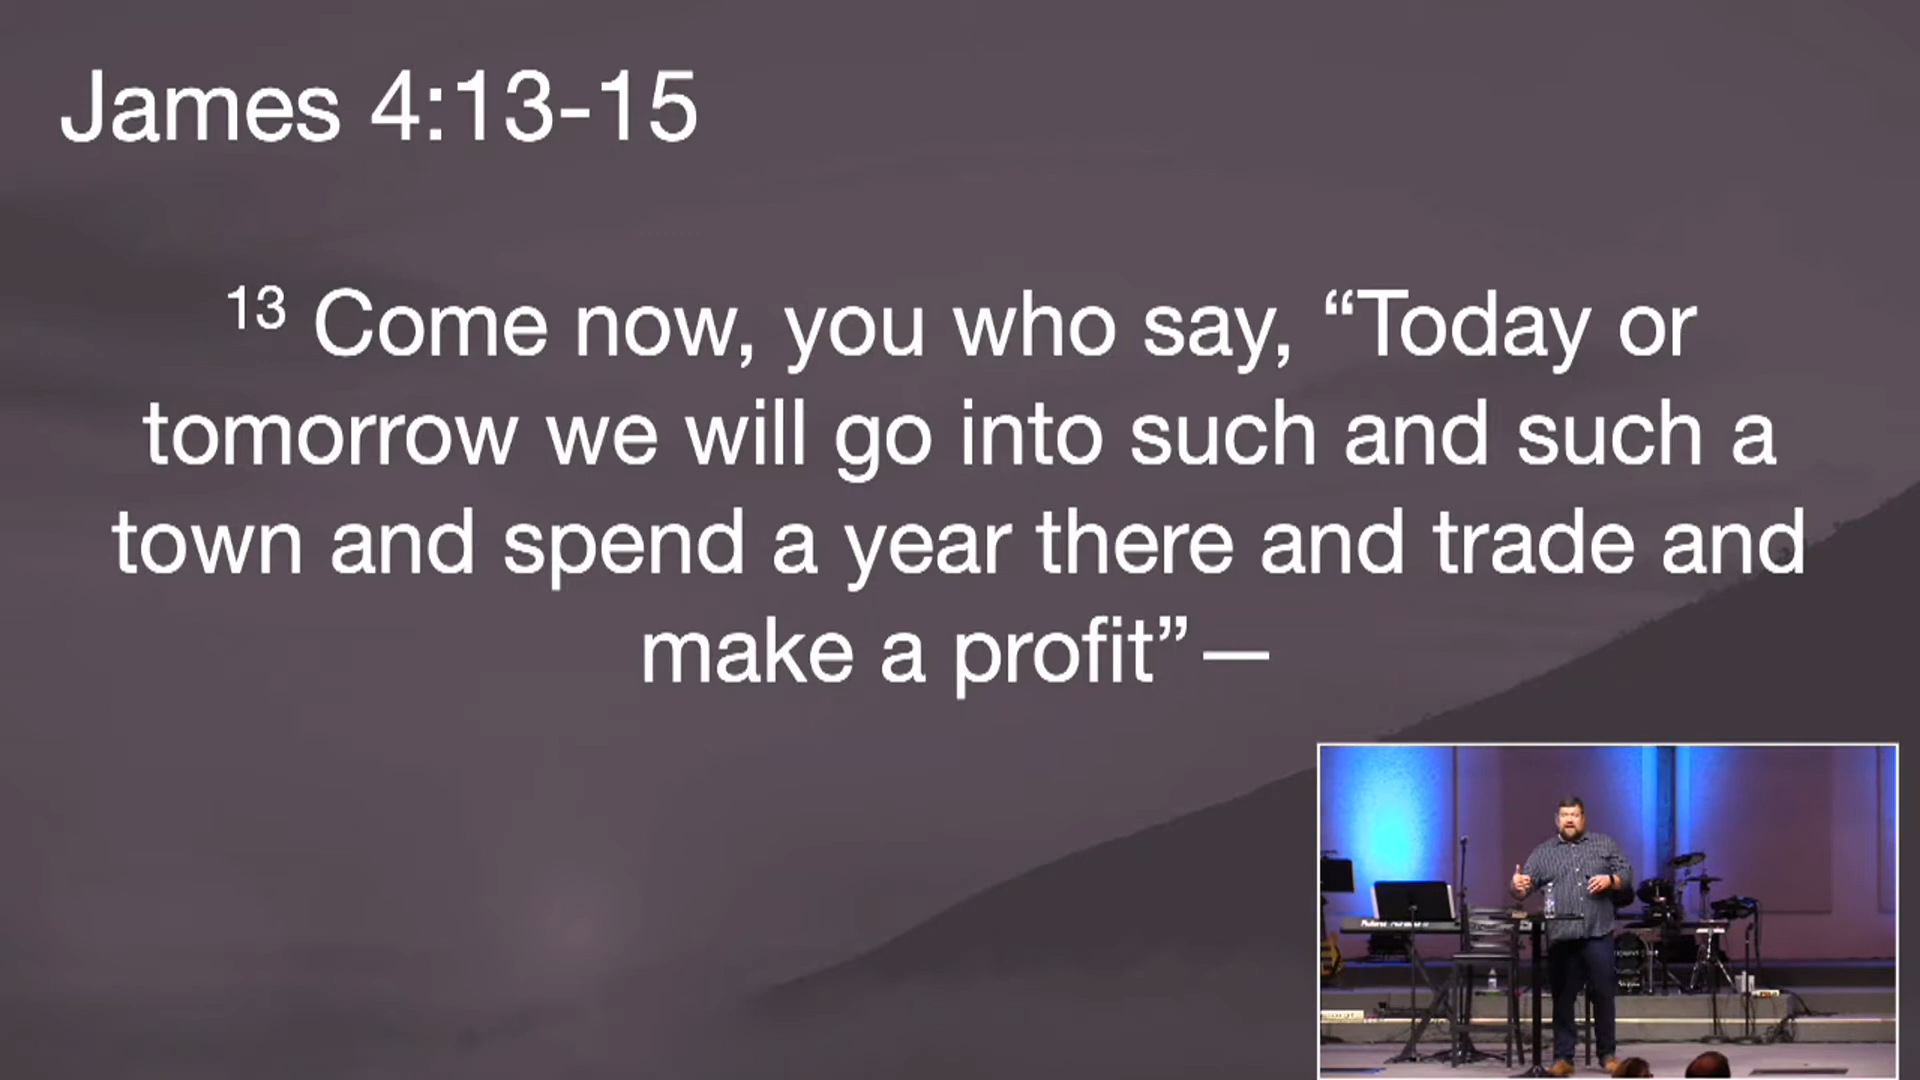 James 4:13-15
13 Come now, you who say, “Today or
tomorrow we will go into such and such a
town and spend a year there and trade and
make a profit”—